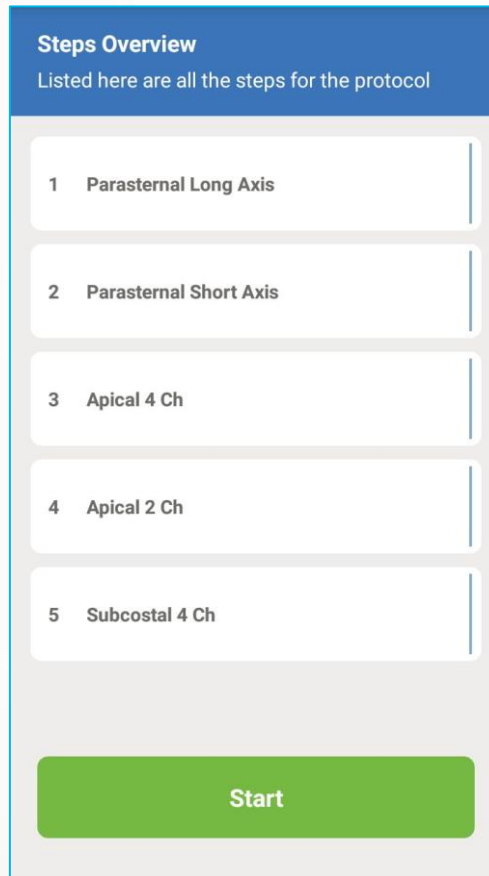 Steps Overview
Listed here are all the steps for the protocol
1 Parasternal Long Axis
2 Parasternal Short Axis
3 Apical 4 Ch
4 Apical 2 Ch
5 Subcostal 4 Ch
Start